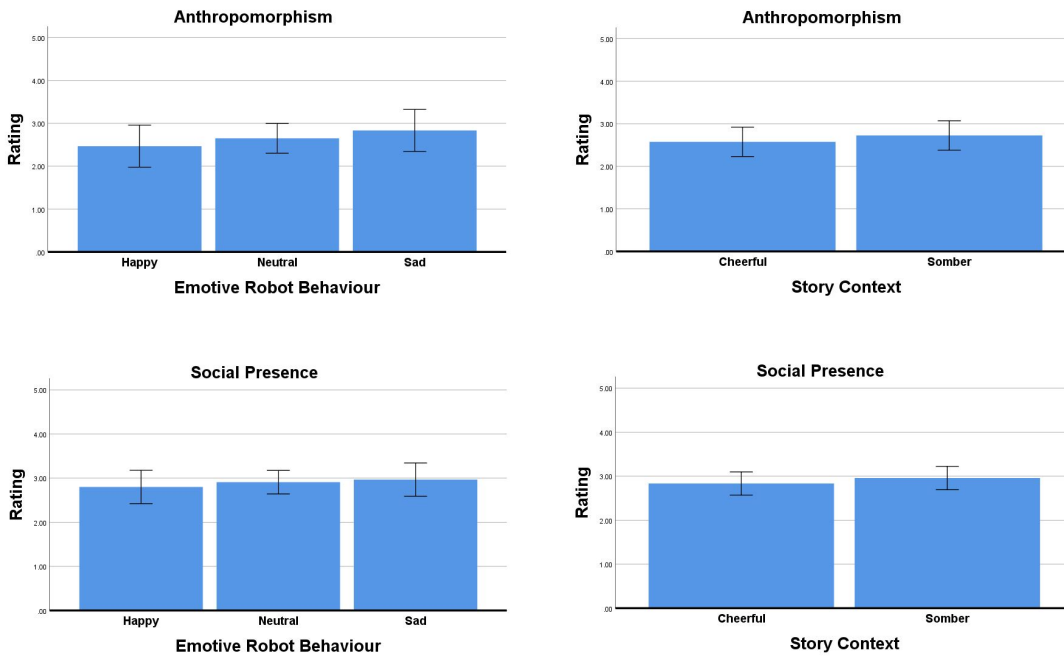 Anthropomorphism
5.00
4.00
3.00
2.00
1.00
.00
Rating
Happy Neutral Sad
Emotive Robot Behaviour
Anthropomorphism
5.00
4.00
3.00
2.00
1.00
.00
Rating
Cheerful Somber
Story Context
Social Presence
5.00
4.00
3.00
2.00
1.00
.00
Rating
Happy Neutral Sad
Emotive Robot Behaviour
Social Presence
5.00
4.00
3.00
2.00
1.00
.00
Rating
Cheerful Somber
Story Context